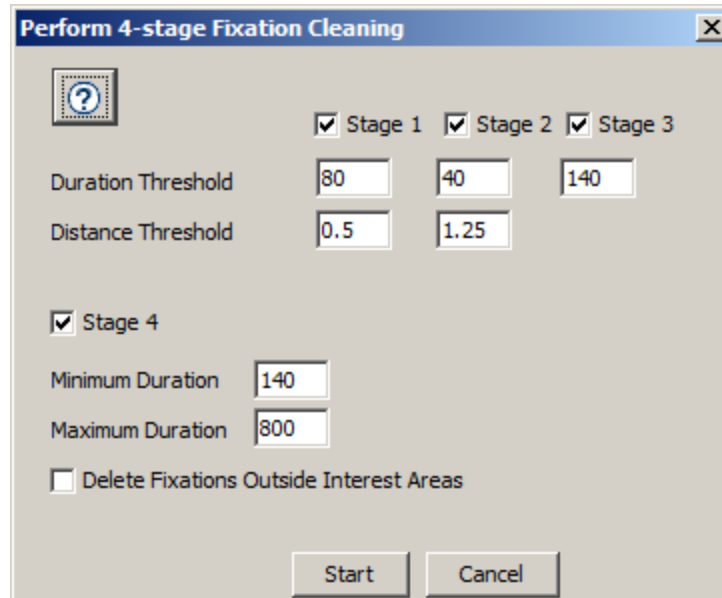 Perform 4-stage Fixation Cleaning
Stage 1 Stage 2 Stage 3
Duration Threshold 80 40 140
Distance Threshold 0.5 1.25
Stage 4
Minimum Duration 140
Maximum Duration 800
Delete Fixations Outside Interest Areas
Start Cancel